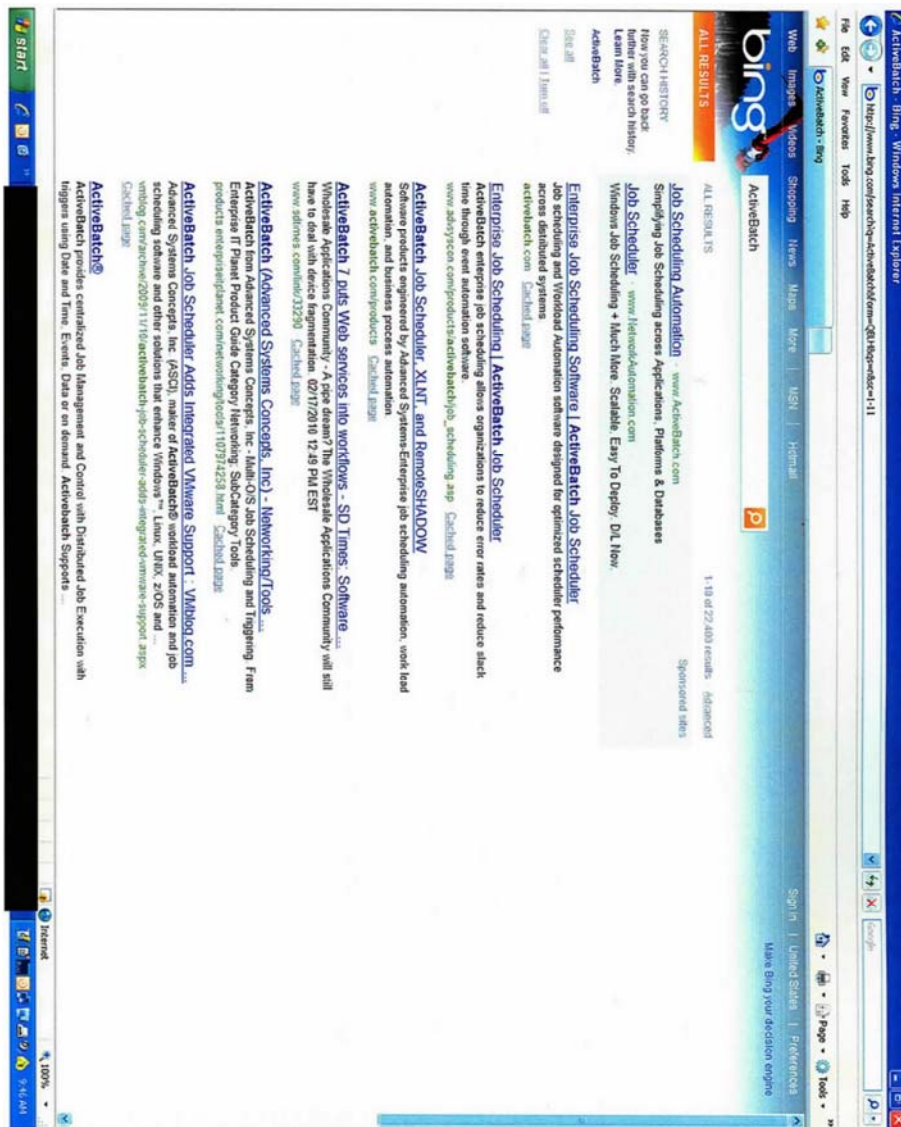 ActiveBatch - Bing - Windows Internet Explorer
http://www.bing.com/search?q=ActiveBatch&form=QBLH&qs=n&sc=1-11
Google
File Edit View Favorites Tools Help
ActiveBatch - Bing
Page Tools
Web Images Videos Shopping News Maps More | MSN | Hotmail
Sign in | United States | Preferences
bing
ActiveBatch
Make Bing your decision engine
ALL RESULTS
ALL RESULTS
1-10 of 22,400 results · Advanced
SEARCH HISTORY
Now you can go back
further with search history.
Learn More.
ActiveBatch
See all
Clear all | Turn off
Sponsored sites
Job Scheduling Automation · www.ActiveBatch.com
Simplifying Job Scheduling across Applications, Platforms & Databases
Job Scheduler · www.NetworkAutomation.com
Windows Job Scheduling + Much More. Scalable. Easy To Deploy. D/L Now.
Enterprise Job Scheduling Software | ActiveBatch Job Scheduler
Job scheduling and Workload Automation software designed for optimized scheduler performance
across distributed systems
activebatch.com Cached page
Enterprise Job Scheduling | ActiveBatch Job Scheduler
ActiveBatch enterprise job scheduling allows organizations to reduce error rates and reduce slack
time through event automation software.
www.advsyscon.com/products/activebatch/job_scheduling.asp Cached page
ActiveBatch Job Scheduler, XLNT, and RemoteSHADOW
Software products engineered by Advanced Systems-Enterprise job scheduling automation, work load
automation, and business process automation
www.activebatch.com/products Cached page
ActiveBatch 7 puts Web services into workflows - SD Times: Software ...
Wholesale Applications Community - A pipe dream? The Wholesale Applications Community will still
have to deal with device fragmentation. 02/17/2010 12:49 PM EST
www.sdtimes.com/link/33290 Cached page
ActiveBatch (Advanced Systems Concepts, Inc) - Networking/Tools ...
ActiveBatch from Advanced Systems Concepts, Inc - Multi-O/S Job Scheduling and Triggering. From
Enterprise IT Planet Product Guide Category Networking: SubCategory Tools.
products.enterpriseitplanet.com/networking/tools/1107974258.html Cached page
ActiveBatch Job Scheduler Adds Integrated VMware Support : VMblog.com ...
Advanced Systems Concepts, Inc. (ASCI), maker of ActiveBatch® workload automation and job
scheduling software and other solutions that enhance Windows™, Linux, UNIX, z/OS and ...
vmblog.com/archive/2009/11/10/activebatch-job-scheduler-adds-integrated-vmware-support.aspx
Cached page
ActiveBatch®
ActiveBatch provides centralized Job Management and Control with Distributed Job Execution with
triggers using Date and Time, Events, Data or on demand. Activebatch Supports ...
Internet
100%
start
9:46 AM